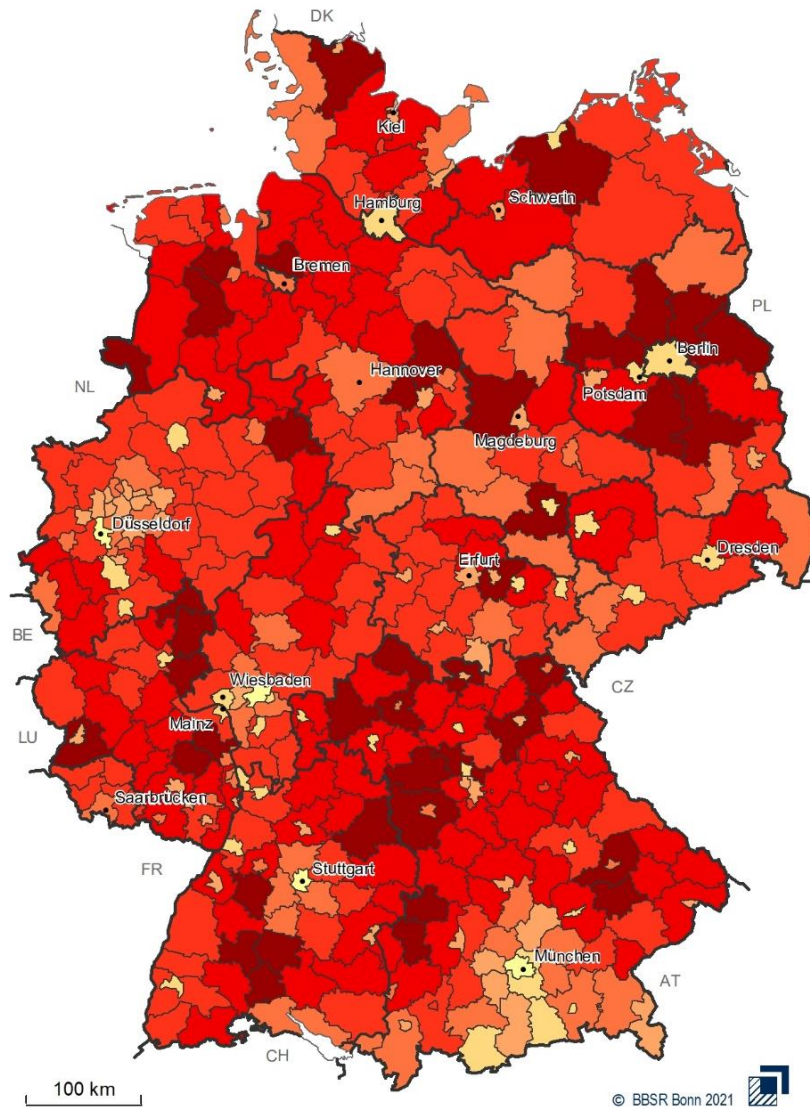 DK
Kiel
Schwerin
Hamburg
Bremen
PL
Berlin
Hannover
NL
Potsdam
Magdeburg
Düsseldorf
Dresden
Erfurt
BE
Wiesbaden
CZ
Mainz
LU
Saarbrücken
FR
Stuttgart
München
AT
CH
100 km
© BBSR Bonn 2021